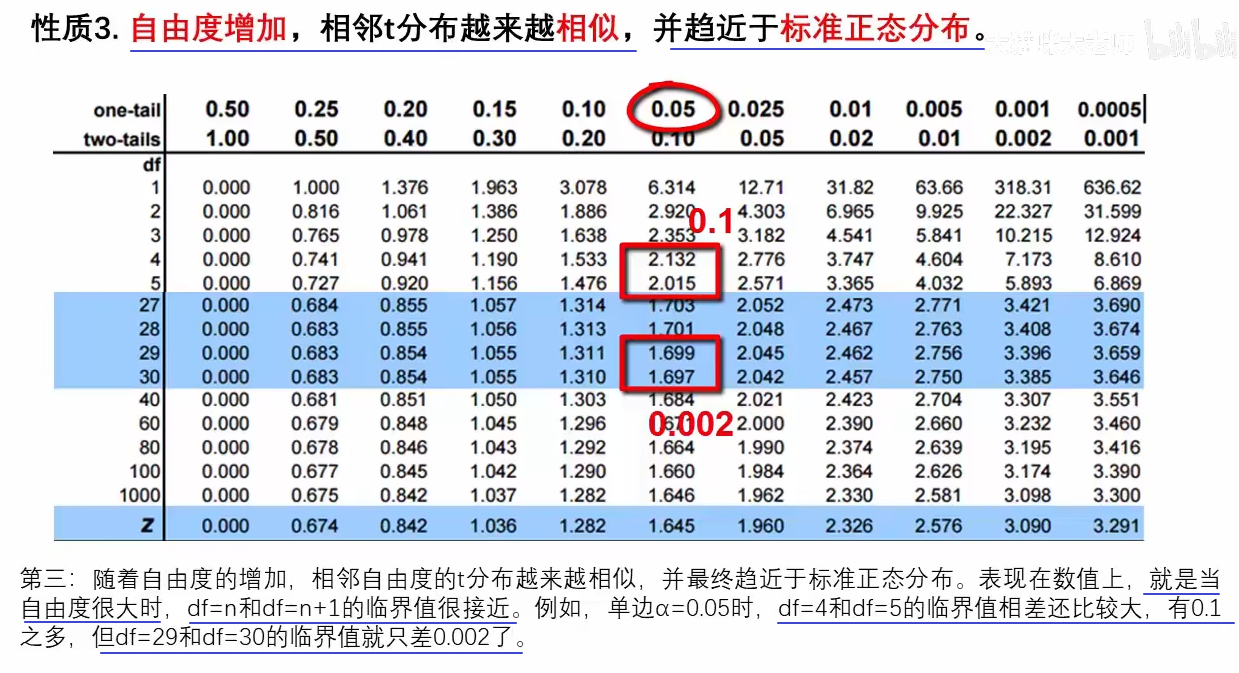 性质3. 自由度增加，相邻t分布越来越相似，并趋近于标准正态分布。
bilibili
one-tail 0.50 0.25 0.20 0.15 0.10 0.05 0.025 0.01 0.005 0.001 0.0005
two-tails 1.00 0.50 0.40 0.30 0.20 0.10 0.05 0.02 0.01 0.002 0.001
df
1 0.000 1.000 1.376 1.963 3.078 6.314 12.71 31.82 63.66 318.31 636.62
2 0.000 0.816 1.061 1.386 1.886 2.920 4.303 6.965 9.925 22.327 31.599
0.1
3 0.000 0.765 0.978 1.250 1.638 2.353 3.182 4.541 5.841 10.215 12.924
4 0.000 0.741 0.941 1.190 1.533 2.132 2.776 3.747 4.604 7.173 8.610
5 0.000 0.727 0.920 1.156 1.476 2.015 2.571 3.365 4.032 5.893 6.869
27 0.000 0.684 0.855 1.057 1.314 1.703 2.052 2.473 2.771 3.421 3.690
28 0.000 0.683 0.855 1.056 1.313 1.701 2.048 2.467 2.763 3.408 3.674
29 0.000 0.683 0.854 1.055 1.311 1.699 2.045 2.462 2.756 3.396 3.659
30 0.000 0.683 0.854 1.055 1.310 1.697 2.042 2.457 2.750 3.385 3.646
40 0.000 0.681 0.851 1.050 1.303 1.684 2.021 2.423 2.704 3.307 3.551
0.002
60 0.000 0.679 0.848 1.045 1.296 2.000 2.390 2.660 3.232 3.460
80 0.000 0.678 0.846 1.043 1.292 1.664 1.990 2.374 2.639 3.195 3.416
100 0.000 0.677 0.845 1.042 1.290 1.660 1.984 2.364 2.626 3.174 3.390
1000 0.000 0.675 0.842 1.037 1.282 1.646 1.962 2.330 2.581 3.098 3.300
z 0.000 0.674 0.842 1.036 1.282 1.645 1.960 2.326 2.576 3.090 3.291
第三：随着自由度的增加，相邻自由度的t分布越来越相似，并最终趋近于标准正态分布。表现在数值上，就是当
自由度很大时，df=n和df=n+1的临界值很接近。例如，单边α=0.05时，df=4和df=5的临界值相差还比较大，有0.1
之多，但df=29和df=30的临界值就只差0.002了。